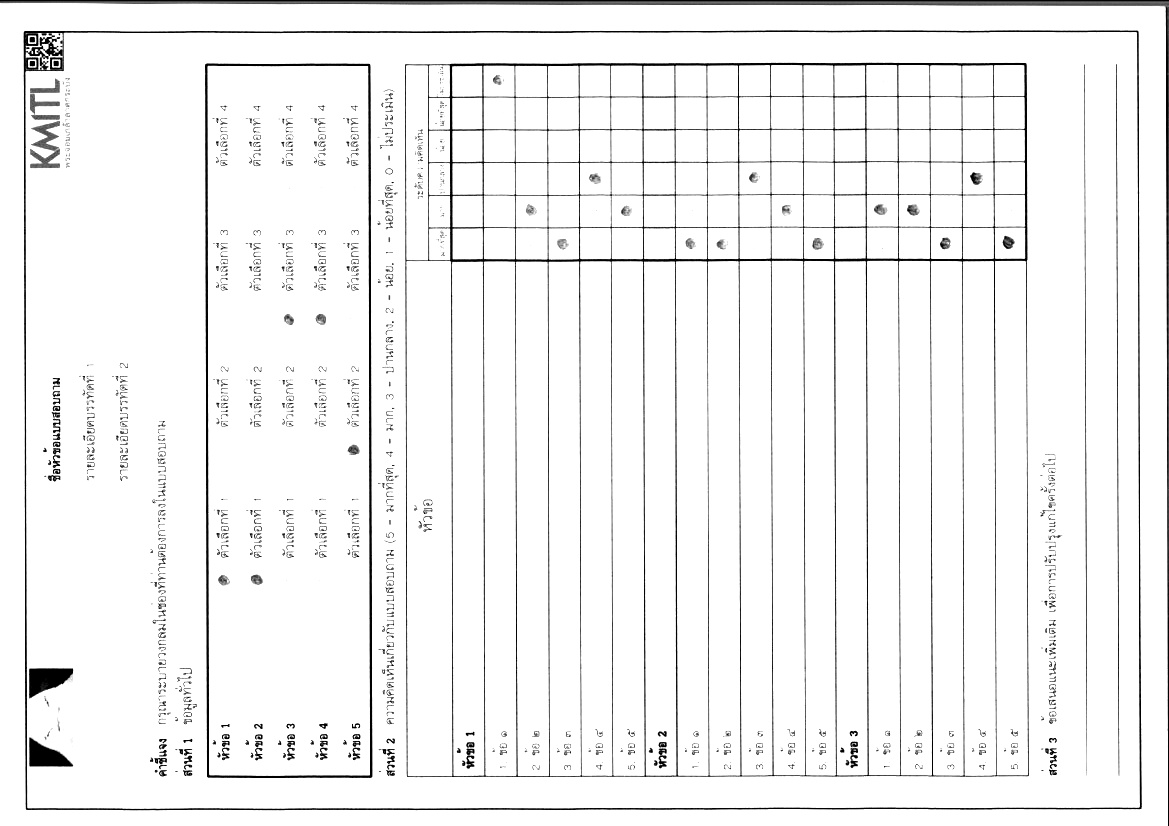 KMITL
พระจอมเกล้าลาดกระบัง
ชื่อหัวข้อแบบสอบถาม
รายละเอียดบรรทัดที่ 1
รายละเอียดบรรทัดที่ 2
คำชี้แจง กรุณาระบายวงกลมในช่องที่ท่านต้องการลงในแบบสอบถาม
ส่วนที่ 1 ข้อมูลทั่วไป
หัวข้อ 1 ตัวเลือกที่ 1 ตัวเลือกที่ 2 ตัวเลือกที่ 3 ตัวเลือกที่ 4
หัวข้อ 2 ตัวเลือกที่ 1 ตัวเลือกที่ 2 ตัวเลือกที่ 3 ตัวเลือกที่ 4
หัวข้อ 3 ตัวเลือกที่ 1 ตัวเลือกที่ 2 ตัวเลือกที่ 3 ตัวเลือกที่ 4
หัวข้อ 4 ตัวเลือกที่ 1 ตัวเลือกที่ 2 ตัวเลือกที่ 3 ตัวเลือกที่ 4
หัวข้อ 5 ตัวเลือกที่ 1 ตัวเลือกที่ 2 ตัวเลือกที่ 3 ตัวเลือกที่ 4
ส่วนที่ 2 ความคิดเห็นเกี่ยวกับแบบสอบถาม (5 - มากที่สุด, 4 - มาก, 3 - ปานกลาง, 2 - น้อย, 1 - น้อยที่สุด, 0 - ไม่ประเมิน)
หัวข้อ ระดับความคิดเห็น
มากที่สุด มาก ปานกลาง น้อย น้อยที่สุด ไม่ประเมิน
หัวข้อ 1
1. ข้อ ๑
2. ข้อ ๒
3. ข้อ ๓
4. ข้อ ๔
5. ข้อ ๕
หัวข้อ 2
1. ข้อ ๑
2. ข้อ ๒
3. ข้อ ๓
4. ข้อ ๔
5. ข้อ ๕
หัวข้อ 3
1. ข้อ ๑
2. ข้อ ๒
3. ข้อ ๓
4. ข้อ ๔
5. ข้อ ๕
ส่วนที่ 3 ข้อเสนอแนะเพิ่มเติม เพื่อการปรับปรุงแก้ไขครั้งต่อไป